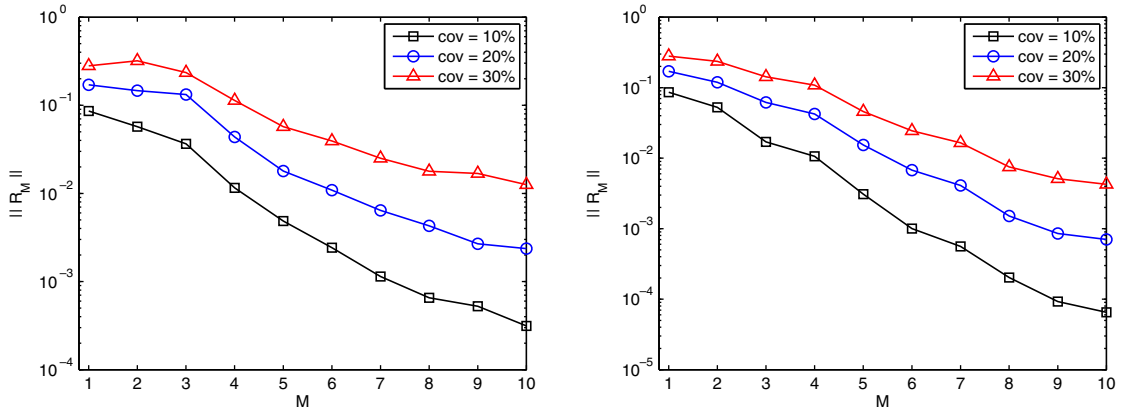 10^0
10^-1
10^-2
10^-3
10^-4
|| R_M ||
1 2 3 4 5 6 7 8 9 10
M
cov = 10%
cov = 20%
cov = 30%
10^0
10^-1
10^-2
10^-3
10^-4
10^-5
|| R_M ||
1 2 3 4 5 6 7 8 9 10
M
cov = 10%
cov = 20%
cov = 30%